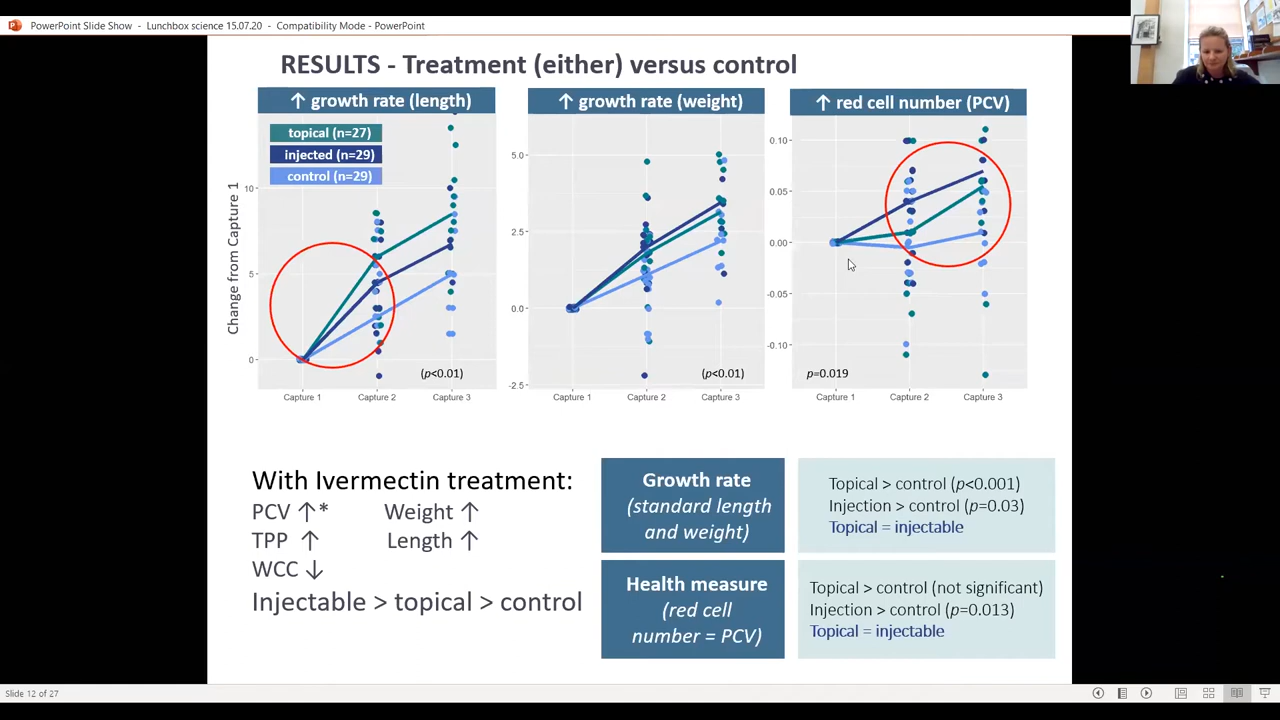 PowerPoint Slide Show - Lunchbox science 15.07.20 - Compatibility Mode - PowerPoint
RESULTS - Treatment (either) versus control
↑ growth rate (length)
topical (n=27)
injected (n=29)
control (n=29)
Change from Capture 1
10
5
0
(p<0.01)
Capture 1 Capture 2 Capture 3
↑ growth rate (weight)
5.0
2.5
0.0
-2.5
(p<0.01)
Capture 1 Capture 2 Capture 3
↑ red cell number (PCV)
0.10
0.05
0.00
-0.05
-0.10
p=0.019
Capture 1 Capture 2 Capture 3
With Ivermectin treatment:
PCV ↑* Weight ↑
TPP ↑ Length ↑
WCC ↓
Injectable > topical > control
Growth rate
(standard length
and weight)
Topical > control (p<0.001)
Injection > control (p=0.03)
Topical = injectable
Health measure
(red cell
number = PCV)
Topical > control (not significant)
Injection > control (p=0.013)
Topical = injectable
Slide 12 of 27